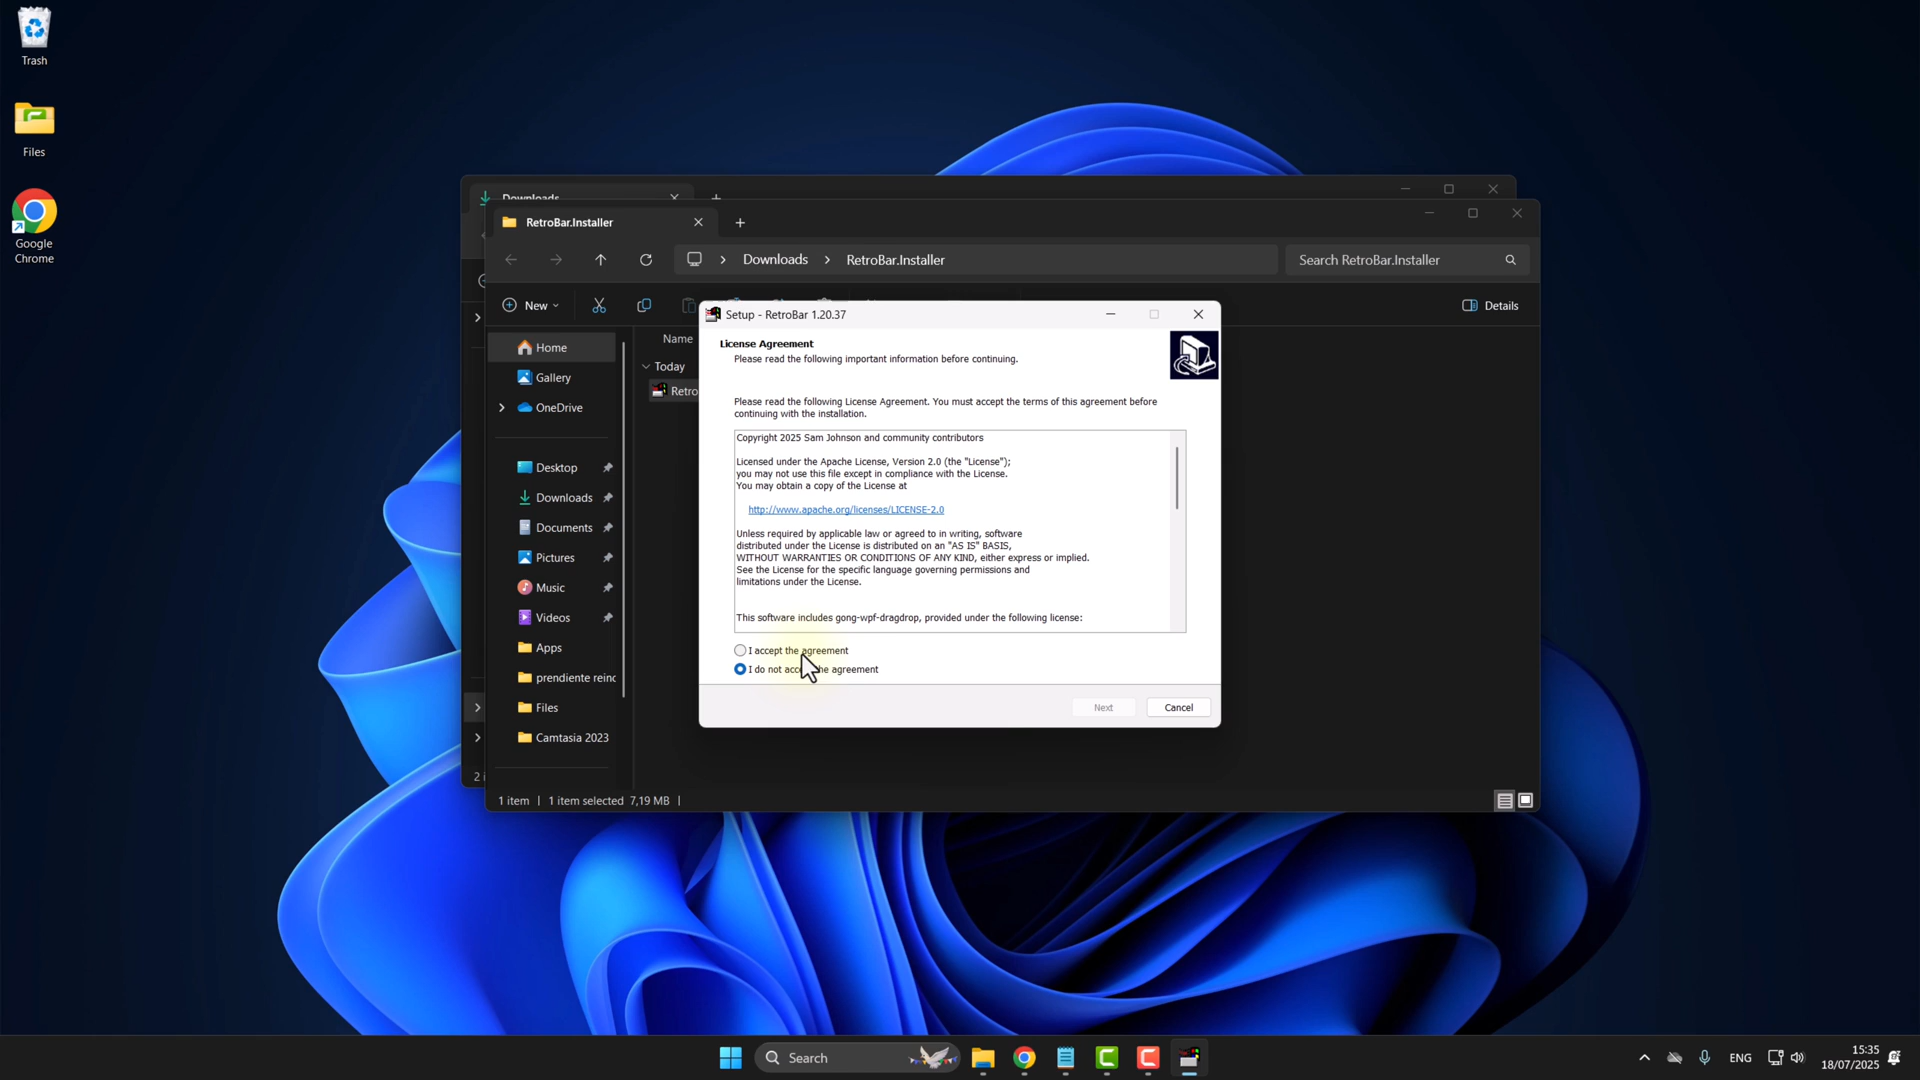 Trash
Files
Google
Chrome
Downloads
RetroBar.Installer
Downloads
RetroBar.Installer
Search RetroBar.Installer
New
Details
Home
Gallery
OneDrive
Desktop
Downloads
Documents
Pictures
Music
Videos
Apps
prendiente
Files
Camtasia 2023
Name
Today
Retro
1 item
1 item selected 7,19 MB
Setup - RetroBar 1.20.37
License Agreement
Please read the following important information before continuing.
Please read the following License Agreement. You must accept the terms of this agreement before
continuing with the installation.
Copyright 2025 Sam Johnson and community contributors
Licensed under the Apache License, Version 2.0 (the "License");
you may not use this file except in compliance with the License.
You may obtain a copy of the License at
http://www.apache.org/licenses/LICENSE-2.0
Unless required by applicable law or agreed to in writing, software
distributed under the License is distributed on an "AS IS" BASIS,
WITHOUT WARRANTIES OR CONDITIONS OF ANY KIND, either express or implied.
See the License for the specific language governing permissions and
limitations under the License.
This software includes gong-wpf-dragdrop, provided under the following license:
I accept the agreement
I do not agreement
Next
Cancel
Search
ENG
15:35
18/07/2025